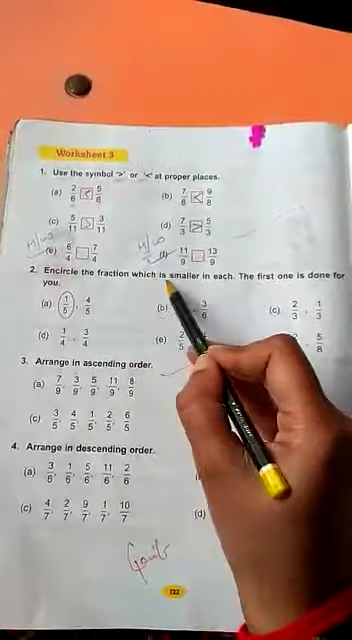 Worksheet 3
1. Use the symbol '>' or '<' at proper places.
(a) 2/6 < 5/6 (b) 7/8 < 9/8
(c) 5/11 > 3/11 (d) 7/3 > 5/3
H/W H/W
(e) 6/4 □ 7/4 (f) 11/9 □ 13/9
2. Encircle the fraction which is smaller in each. The first one is done for
you.
(a) 1/5, 4/5 (b) 3/6 (c) 2/3, 1/3
(d) 1/4, 3/4 (e) 2/5 5/8
3. Arrange in ascending order.
(a) 7/9, 3/9, 5/9, 11/9, 8/9
(c) 3/5, 4/5, 1/5, 2/5, 6/5
4. Arrange in descending order.
(a) 3/6, 1/6, 5/6, 11/6, 2/6
(c) 4/7, 2/7, 9/7, 1/7, 10/7 (d)
122